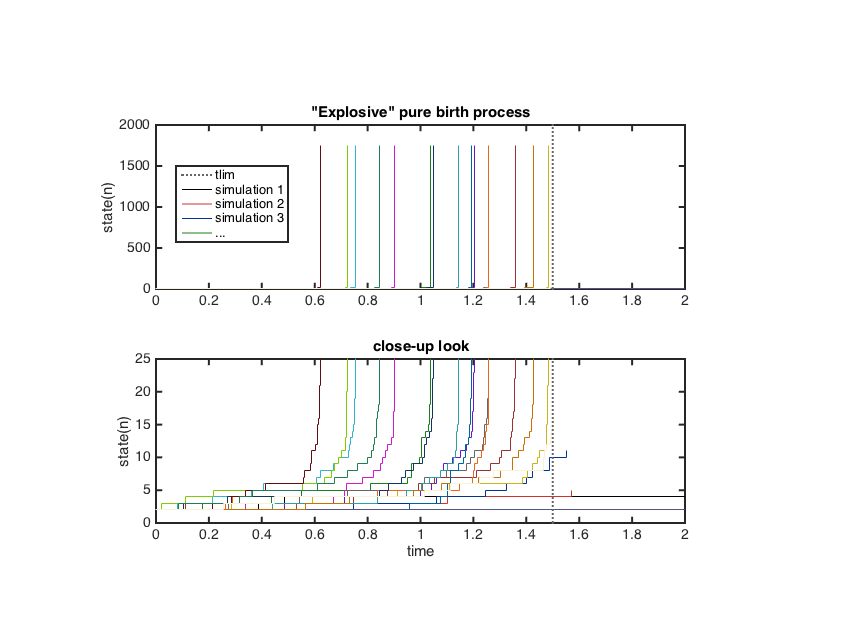 "Explosive" pure birth process
state(n)
2000
1500
1000
500
0
tlim
simulation 1
simulation 2
simulation 3
...
0 0.2 0.4 0.6 0.8 1 1.2 1.4 1.6 1.8 2
close-up look
state(n)
25
20
15
10
5
0
0 0.2 0.4 0.6 0.8 1 1.2 1.4 1.6 1.8 2
time